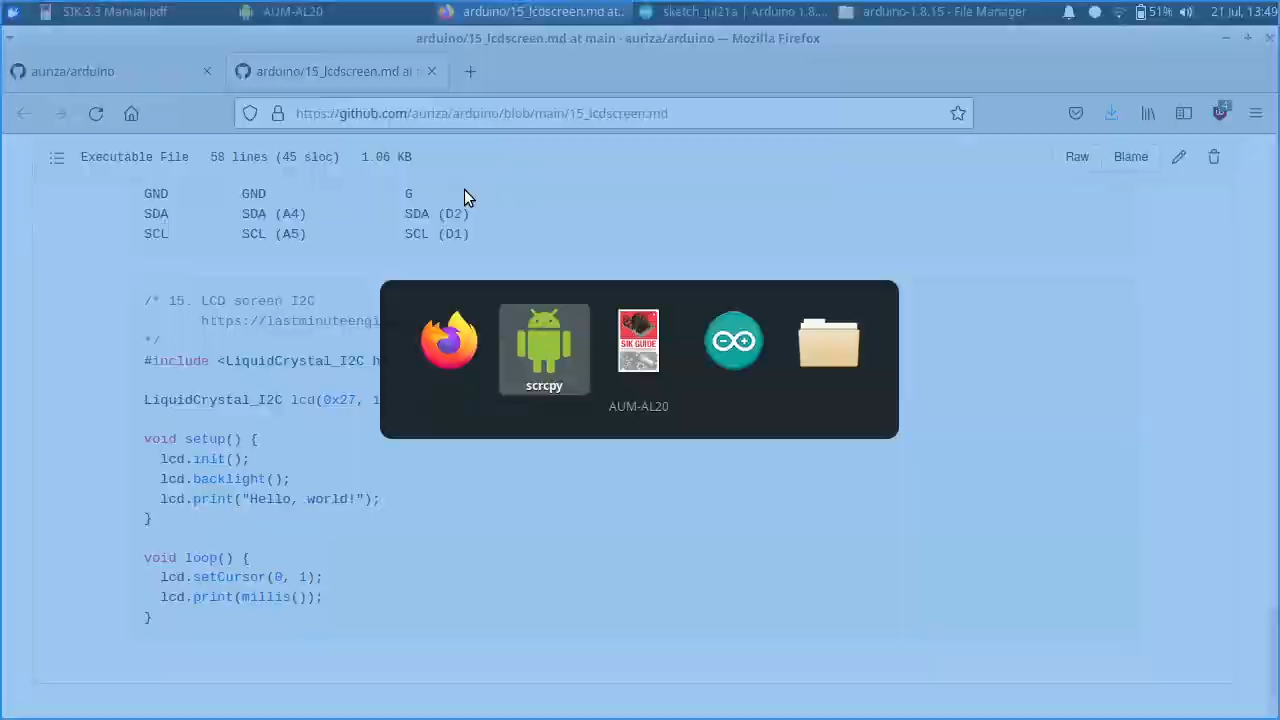 SIK 3.3 Manual.pdf
AUM-AL20
arduino/15_lcdscreen.md at...
sketch_jul21a | Arduino 1.8....
arduino-1.8.15 - File Manager
51%
21 Jul, 13:49
arduino/15_lcdscreen.md at main · auriza/arduino — Mozilla Firefox
auriza/arduino
arduino/15_lcdscreen.md at
https://github.com/auriza/arduino/blob/main/15_lcdscreen.md
4
Executable File 58 lines (45 sloc) 1.06 KB
Raw
Blame
GND GND G
SDA SDA (A4) SDA (D2)
SCL SCL (A5) SCL (D1)
/* 15. LCD screen I2C
https://lastminuteengi
*/
#include <LiquidCrystal_I2C h
LiquidCrystal_I2C lcd(0x27, 1
void setup() {
lcd.init();
lcd.backlight();
lcd.print("Hello, world!");
}
void loop() {
lcd.setCursor(0, 1);
lcd.print(millis());
}
SIK GUIDE
scrcpy
AUM-AL20